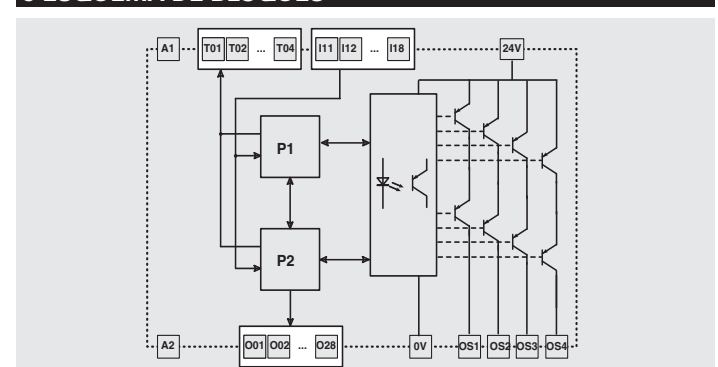 A1 T01 T02 ... T04 I11 I12 ... I18 24V
P1
P2
A2 O01 O02 ... O28 0V OS1 OS2 OS3 OS4